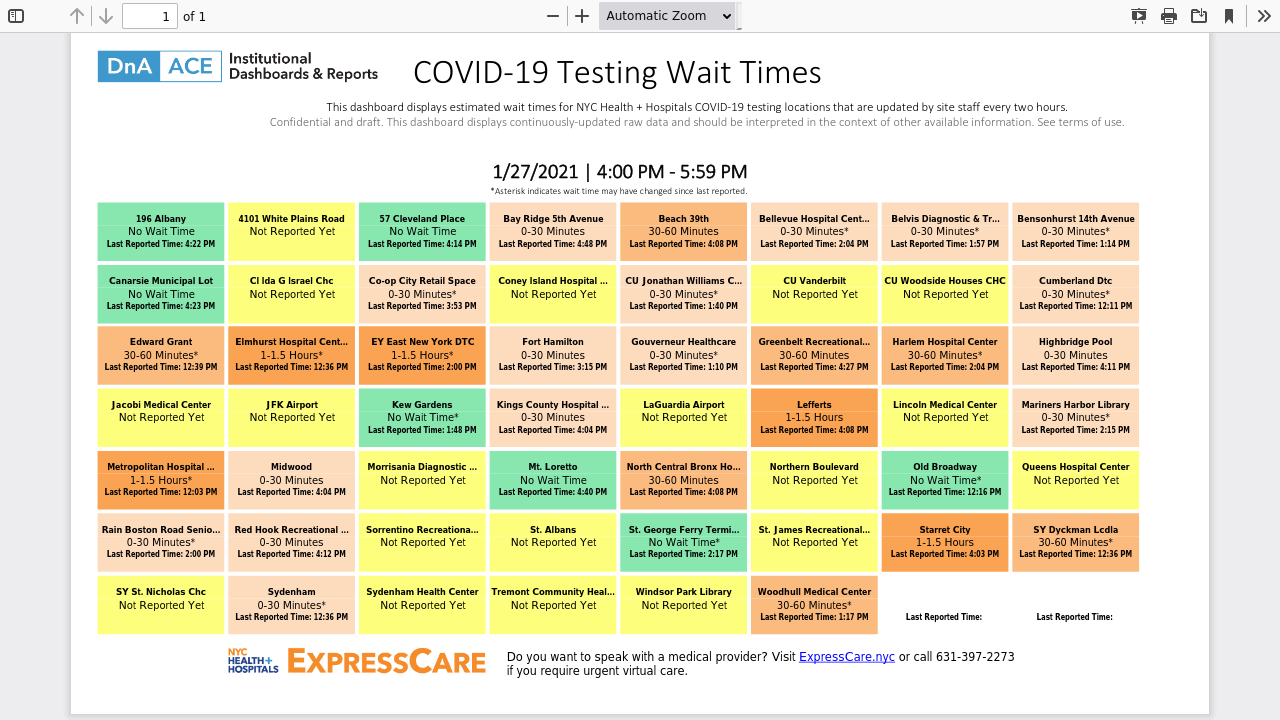 1 of 1 Automatic Zoom
DnA ACE Institutional
Dashboards & Reports
COVID-19 Testing Wait Times
This dashboard displays estimated wait times for NYC Health + Hospitals COVID-19 testing locations that are updated by site staff every two hours.
Confidential and draft. This dashboard displays continuously-updated raw data and should be interpreted in the context of other available information. See terms of use.
1/27/2021 | 4:00 PM - 5:59 PM
*Asterisk indicates wait time may have changed since last reported.
196 Albany
No Wait Time
Last Reported Time: 4:22 PM
4101 White Plains Road
Not Reported Yet
57 Cleveland Place
No Wait Time
Last Reported Time: 4:14 PM
Bay Ridge 5th Avenue
0-30 Minutes
Last Reported Time: 4:48 PM
Beach 39th
30-60 Minutes
Last Reported Time: 4:08 PM
Bellevue Hospital Cent...
0-30 Minutes*
Last Reported Time: 2:04 PM
Belvis Diagnostic & Tr...
0-30 Minutes*
Last Reported Time: 1:57 PM
Bensonhurst 14th Avenue
0-30 Minutes*
Last Reported Time: 1:14 PM
Canarsie Municipal Lot
No Wait Time
Last Reported Time: 4:23 PM
CI Ida G Israel Chc
Not Reported Yet
Co-op City Retail Space
0-30 Minutes*
Last Reported Time: 3:53 PM
Coney Island Hospital ...
Not Reported Yet
CU Jonathan Williams C...
0-30 Minutes*
Last Reported Time: 1:40 PM
CU Vanderbilt
Not Reported Yet
CU Woodside Houses CHC
Not Reported Yet
Cumberland Dtc
0-30 Minutes*
Last Reported Time: 12:11 PM
Edward Grant
30-60 Minutes*
Last Reported Time: 12:39 PM
Elmhurst Hospital Cent...
1-1.5 Hours*
Last Reported Time: 12:36 PM
EY East New York DTC
1-1.5 Hours*
Last Reported Time: 2:00 PM
Fort Hamilton
0-30 Minutes
Last Reported Time: 3:15 PM
Gouverneur Healthcare
0-30 Minutes*
Last Reported Time: 1:10 PM
Greenbelt Recreational...
30-60 Minutes
Last Reported Time: 4:27 PM
Harlem Hospital Center
30-60 Minutes*
Last Reported Time: 2:04 PM
Highbridge Pool
0-30 Minutes
Last Reported Time: 4:11 PM
Jacobi Medical Center
Not Reported Yet
JFK Airport
Not Reported Yet
Kew Gardens
No Wait Time*
Last Reported Time: 1:48 PM
Kings County Hospital ...
0-30 Minutes
Last Reported Time: 4:04 PM
LaGuardia Airport
Not Reported Yet
Lefferts
1-1.5 Hours
Last Reported Time: 4:08 PM
Lincoln Medical Center
Not Reported Yet
Mariners Harbor Library
0-30 Minutes*
Last Reported Time: 2:15 PM
Metropolitan Hospital ...
1-1.5 Hours*
Last Reported Time: 12:03 PM
Midwood
0-30 Minutes
Last Reported Time: 4:04 PM
Morrisania Diagnostic ...
Not Reported Yet
Mt. Loretto
No Wait Time
Last Reported Time: 4:40 PM
North Central Bronx Ho...
30-60 Minutes
Last Reported Time: 4:08 PM
Northern Boulevard
Not Reported Yet
Old Broadway
No Wait Time*
Last Reported Time: 12:16 PM
Queens Hospital Center
Not Reported Yet
Rain Boston Road Senio...
0-30 Minutes*
Last Reported Time: 2:00 PM
Red Hook Recreational ...
0-30 Minutes
Last Reported Time: 4:12 PM
Sorrentino Recreationa...
Not Reported Yet
St. Albans
Not Reported Yet
St. George Ferry Termi...
No Wait Time*
Last Reported Time: 2:17 PM
St. James Recreational...
Not Reported Yet
Starret City
1-1.5 Hours
Last Reported Time: 4:03 PM
SY Dyckman Lcdla
30-60 Minutes*
Last Reported Time: 12:36 PM
SY St. Nicholas Chc
Not Reported Yet
Sydenham
0-30 Minutes*
Last Reported Time: 12:36 PM
Sydenham Health Center
Not Reported Yet
Tremont Community Heal...
Not Reported Yet
Windsor Park Library
Not Reported Yet
Woodhull Medical Center
30-60 Minutes*
Last Reported Time: 1:17 PM
Last Reported Time:
Last Reported Time:
NYC
HEALTH+
HOSPITALS
EXPRESSCARE
Do you want to speak with a medical provider? Visit ExpressCare.nyc or call 631-397-2273
if you require urgent virtual care.